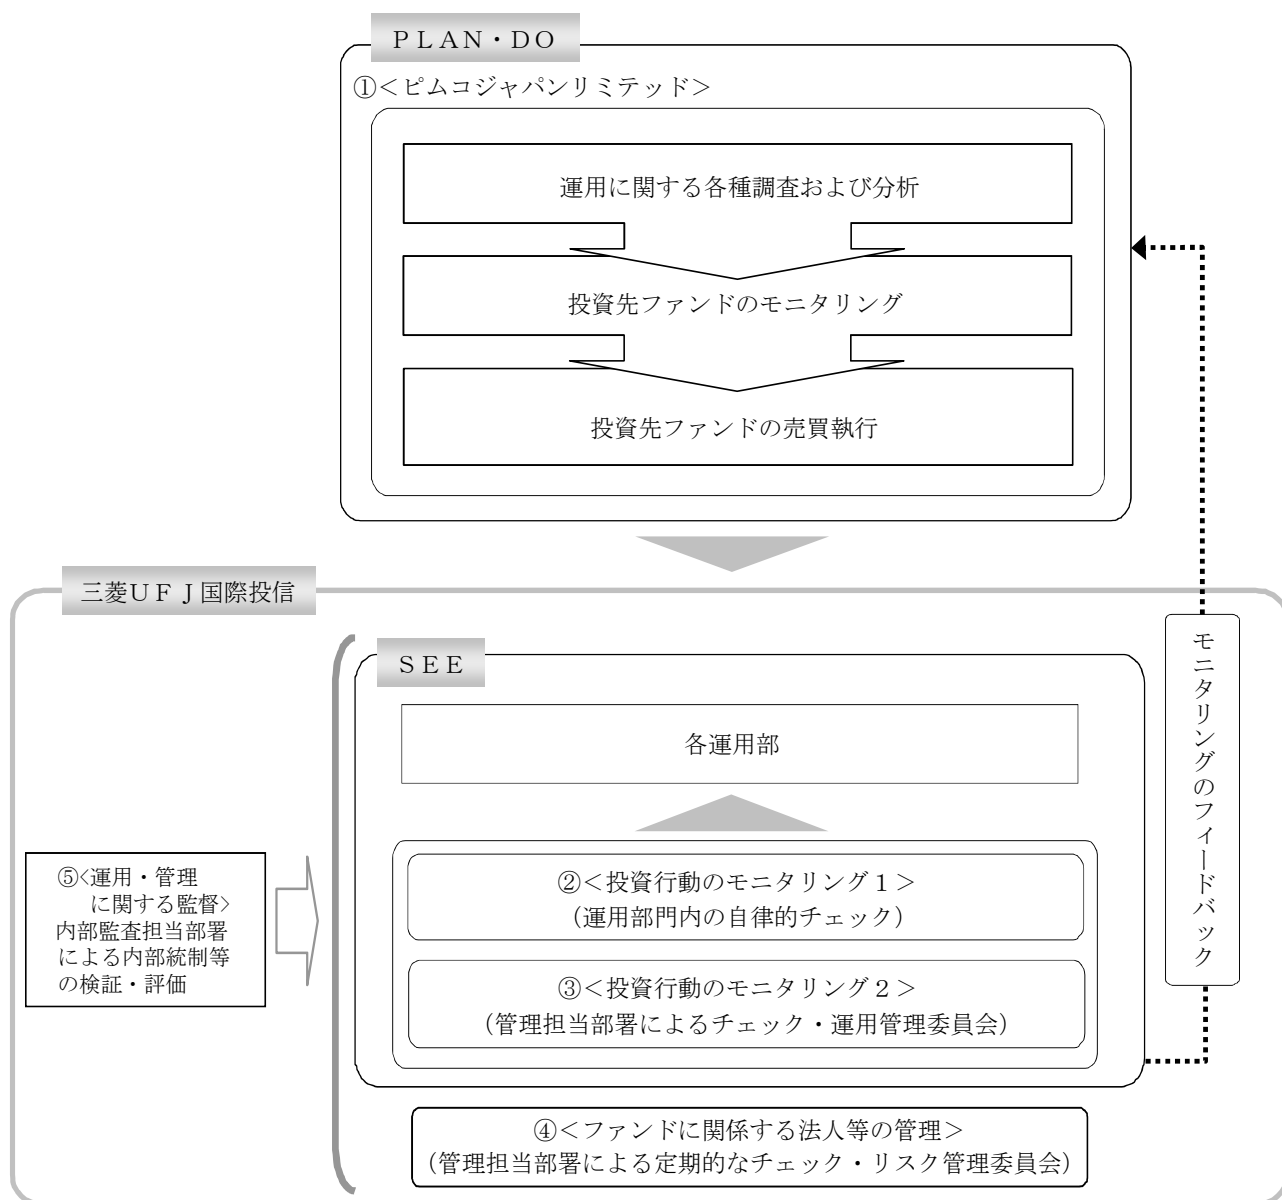 ＰＬＡＮ・ＤＯ
①＜ピムコジャパンリミテッド＞
運用に関する各種調査および分析
投資先ファンドのモニタリング
投資先ファンドの売買執行
三菱ＵＦＪ国際投信
ＳＥＥ
各運用部
②＜投資行動のモニタリング１＞
（運用部門内の自律的チェック）
③＜投資行動のモニタリング２＞
（管理担当部署によるチェック・運用管理委員会）
④＜ファンドに関係する法人等の管理＞
（管理担当部署による定期的なチェック・リスク管理委員会）
⑤<運用・管理
に関する監督>
内部監査担当部署
による内部統制等
の検証・評価
モニタリングのフィードバック